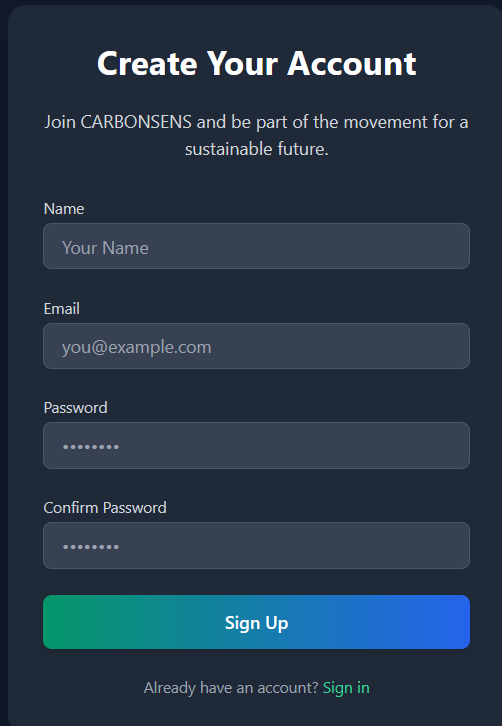 Create Your Account
Join CARBONSENS and be part of the movement for a
sustainable future.
Name
Your Name
Email
you@example.com
Password
••••••••
Confirm Password
••••••••
Sign Up
Already have an account? Sign in